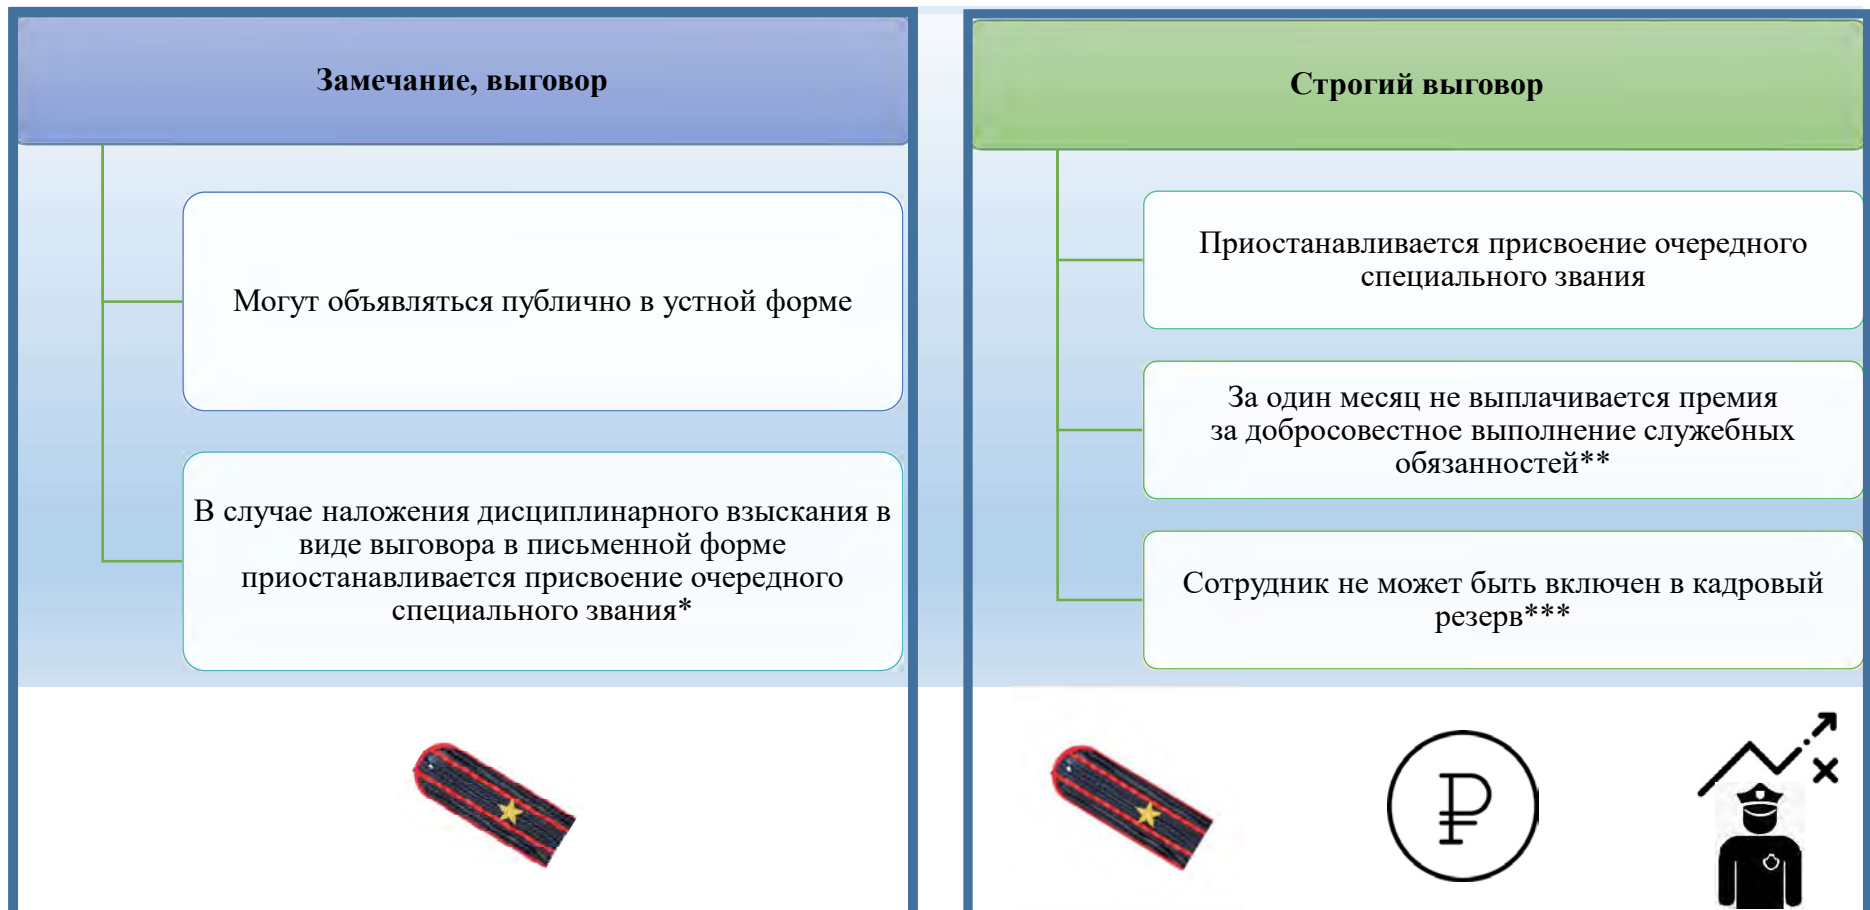 Замечание, выговор
Могут объявляться публично в устной форме
В случае наложения дисциплинарного взыскания в
виде выговора в письменной форме
приостанавливается присвоение очередного
специального звания*
Строгий выговор
Приостанавливается присвоение очередного
специального звания
За один месяц не выплачивается премия
за добросовестное выполнение служебных
обязанностей**
Сотрудник не может быть включен в кадровый
резерв***